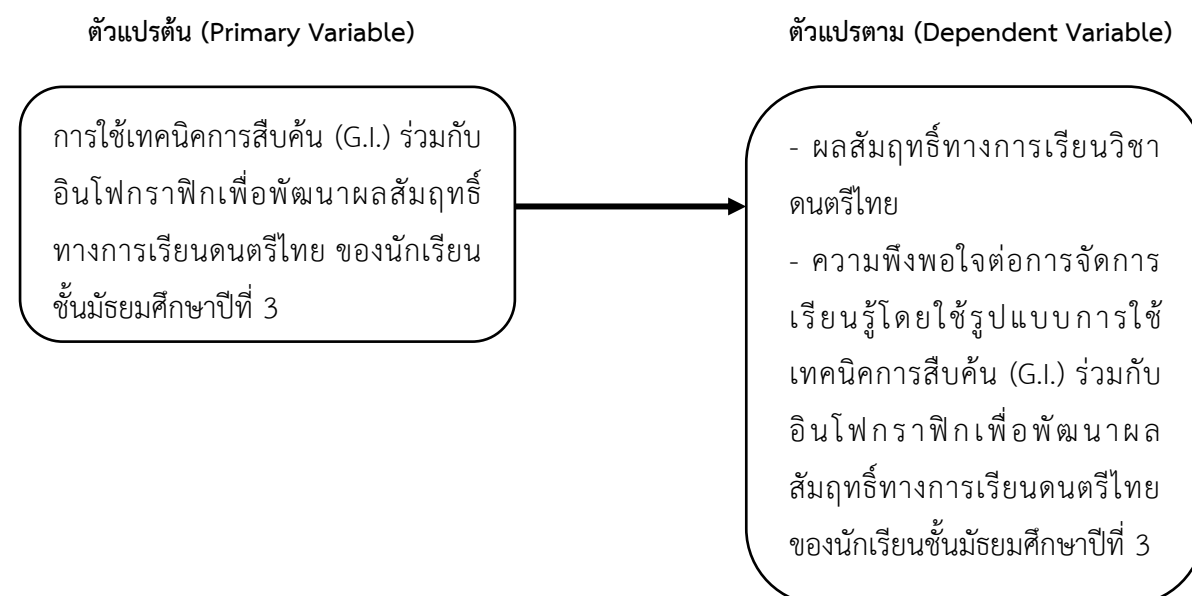 ตัวแปรต้น (Primary Variable)
ตัวแปรตาม (Dependent Variable)
การใช้เทคนิคการสืบค้น (G.I.) ร่วมกับ
อินโฟกราฟิกเพื่อพัฒนาผลสัมฤทธิ์
ทางการเรียนดนตรีไทย ของนักเรียน
ชั้นมัธยมศึกษาปีที่ 3
- ผลสัมฤทธิ์ทางการเรียนวิชา
ดนตรีไทย
- ความพึงพอใจต่อการจัดการ
เรียนรู้โดยใช้รูปแบบการใช้
เทคนิคการสืบค้น (G.I.) ร่วมกับ
อินโฟกราฟิกเพื่อพัฒนาผล
สัมฤทธิ์ทางการเรียนดนตรีไทย
ของนักเรียนชั้นมัธยมศึกษาปีที่ 3